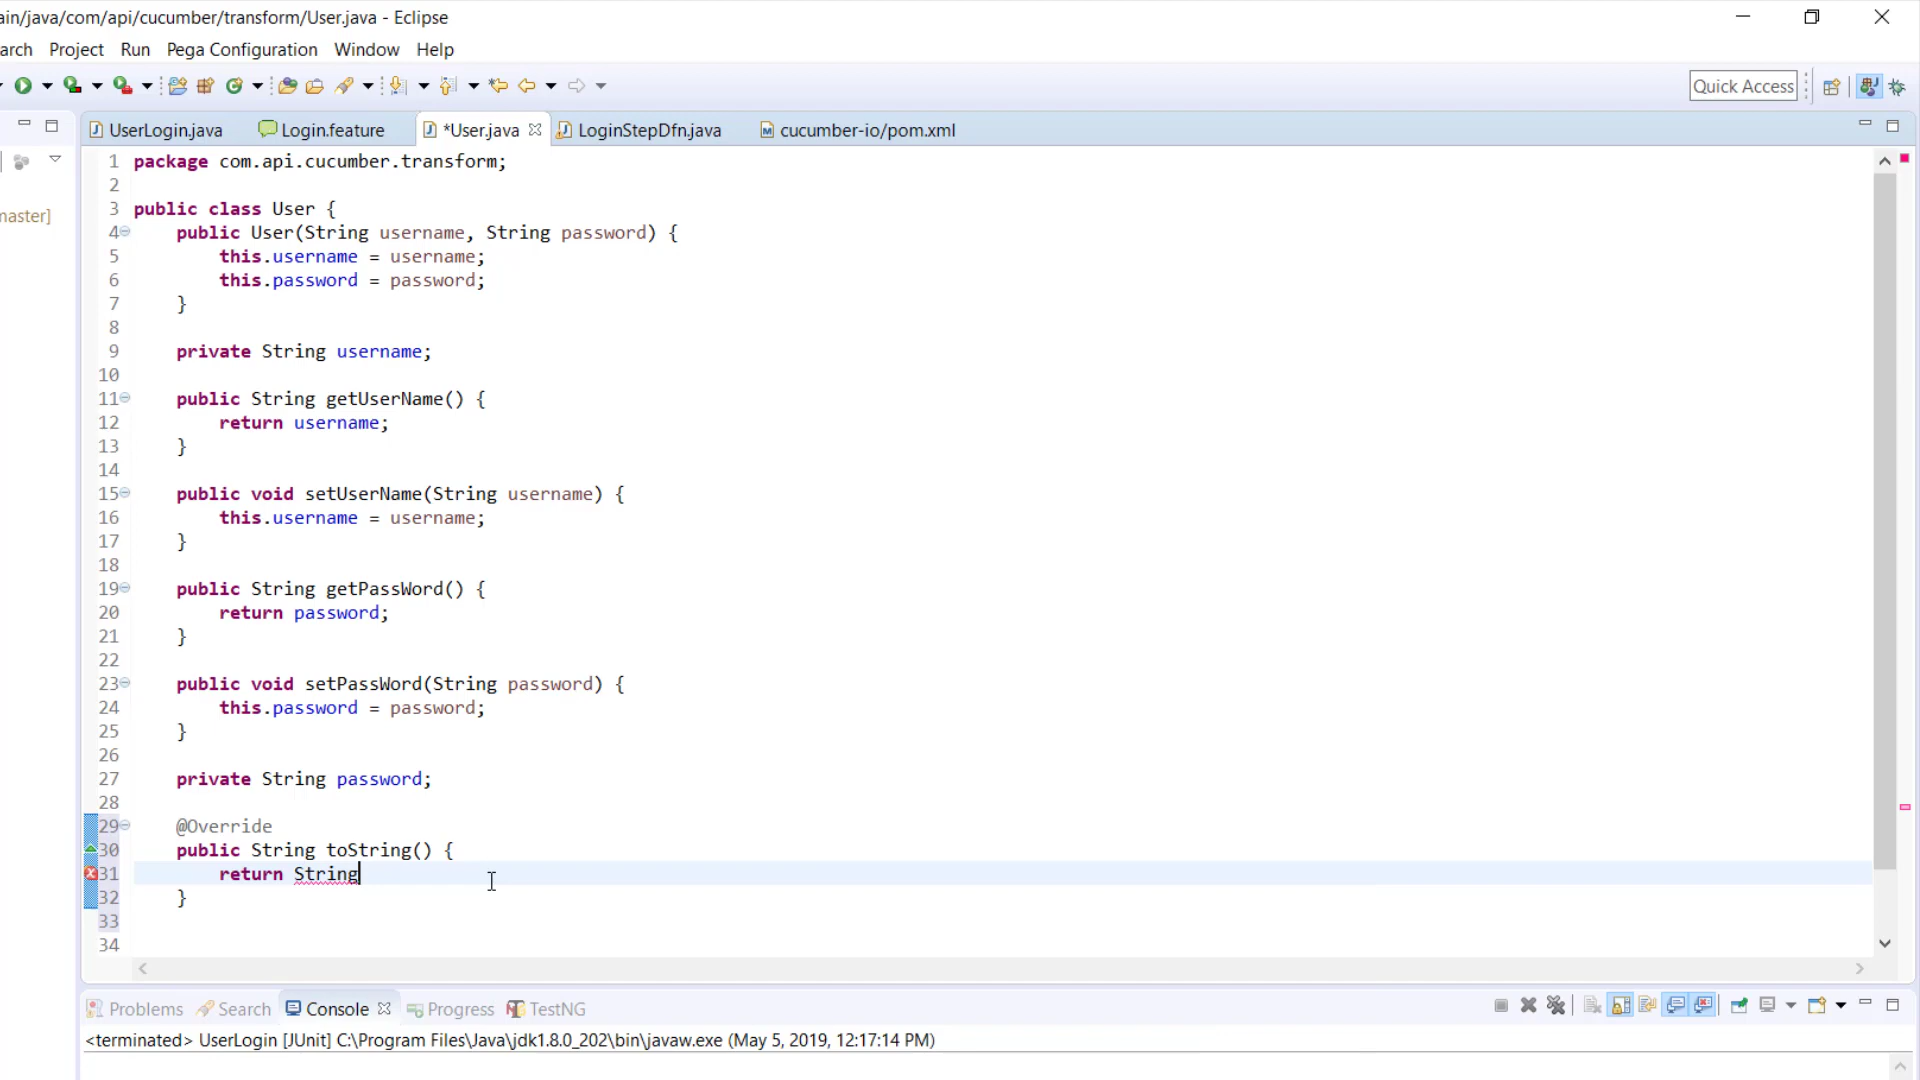 ain/java/com/api/cucumber/transform/User.java - Eclipse
arch Project Run Pega Configuration Window Help
Quick Access
UserLogin.java Login.feature *User.java LoginStepDfn.java cucumber-io/pom.xml
master]
1 package com.api.cucumber.transform;
2
3 public class User {
4 public User(String username, String password) {
5 this.username = username;
6 this.password = password;
7 }
8
9 private String username;
10
11 public String getUserName() {
12 return username;
13 }
14
15 public void setUserName(String username) {
16 this.username = username;
17 }
18
19 public String getPassWord() {
20 return password;
21 }
22
23 public void setPassWord(String password) {
24 this.password = password;
25 }
26
27 private String password;
28
29 @Override
30 public String toString() {
31 return String
32 }
33
34
Problems Search Console Progress TestNG
<terminated> UserLogin [JUnit] C:\Program Files\Java\jdk1.8.0_202\bin\javaw.exe (May 5, 2019, 12:17:14 PM)